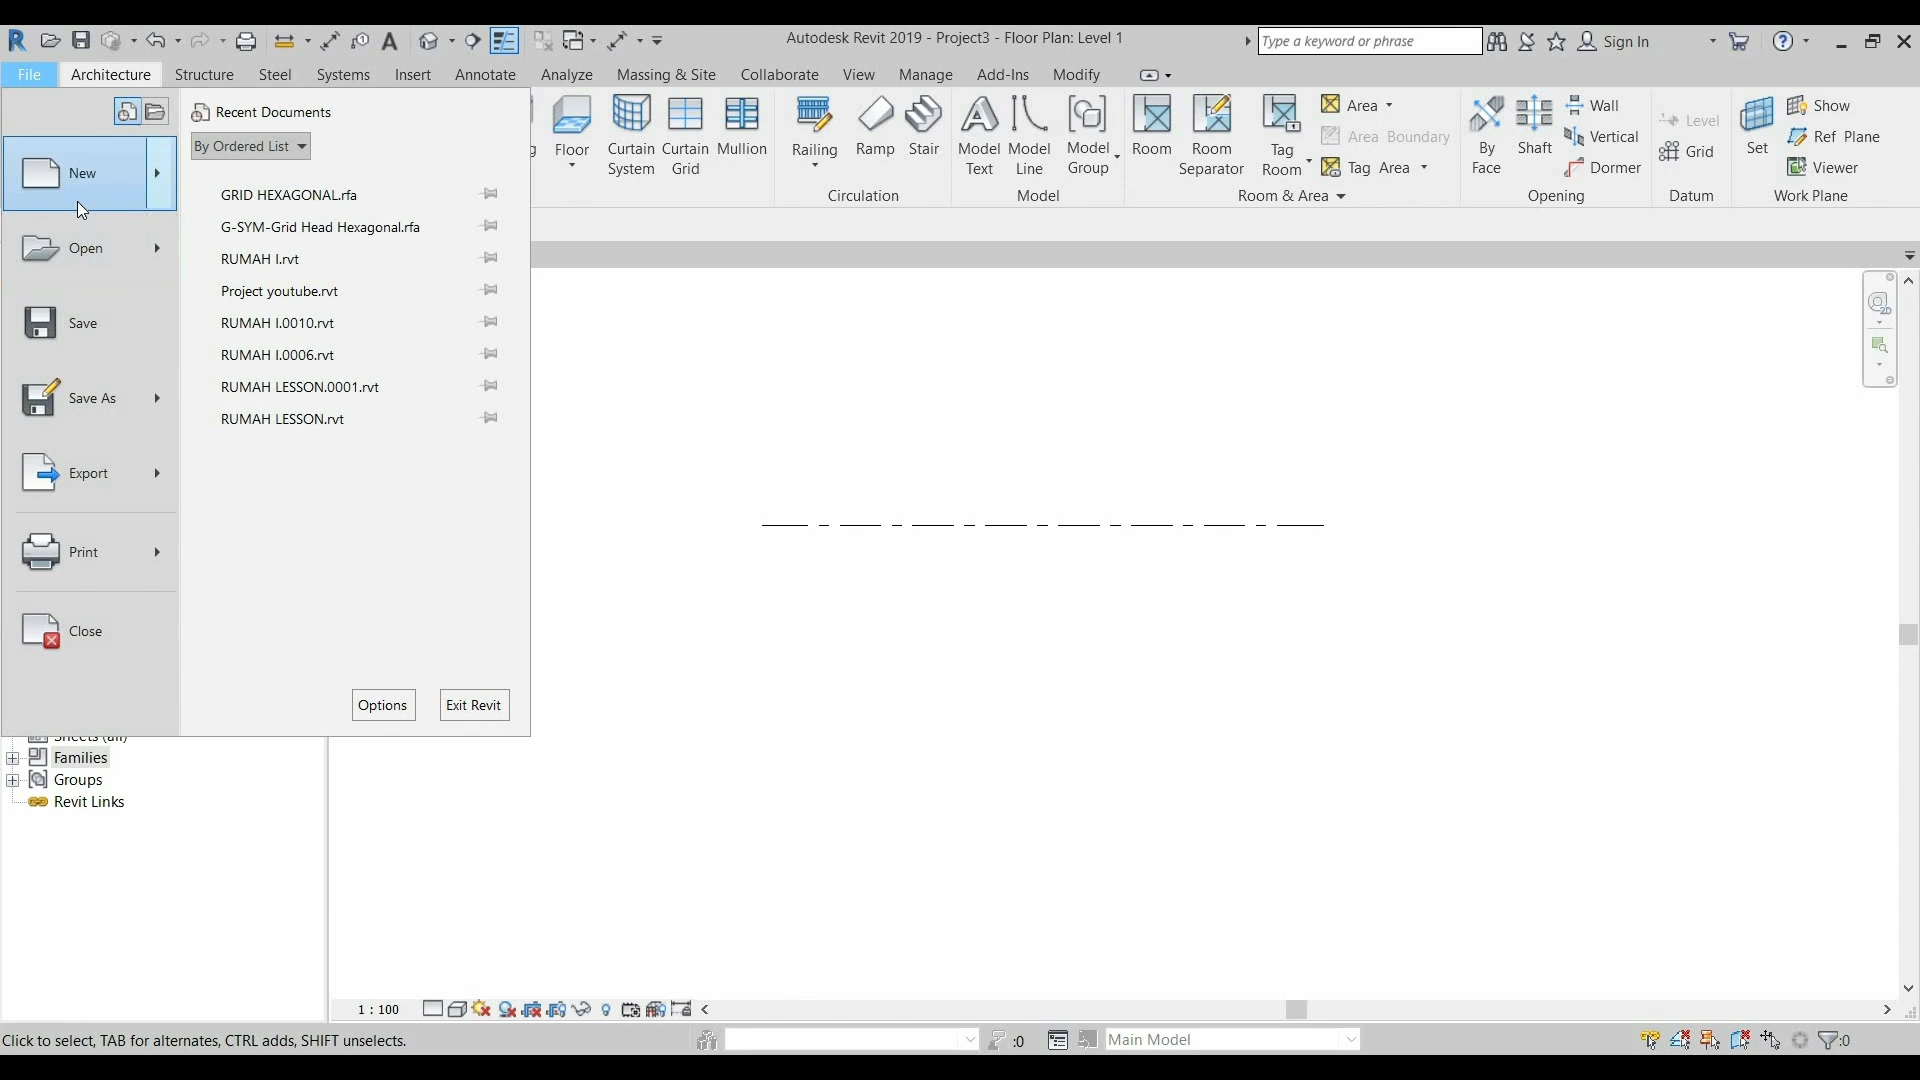 Autodesk Revit 2019 - Project3 - Floor Plan: Level 1
Type a keyword or phrase
Sign In
File Architecture Structure Steel Systems Insert Annotate Analyze Massing & Site Collaborate View Manage Add-Ins Modify
Recent Documents
By Ordered List
New
Open
Save
Save As
Export
Print
Close
GRID HEXAGONAL.rfa
G-SYM-Grid Head Hexagonal.rfa
RUMAH I.rvt
Project youtube.rvt
RUMAH I.0010.rvt
RUMAH I.0006.rvt
RUMAH LESSON.0001.rvt
RUMAH LESSON.rvt
Options
Exit Revit
Floor
Curtain System
Curtain Grid
Mullion
Railing
Ramp
Stair
Circulation
Model Text
Model Line
Model Group
Model
Room
Room Separator
Tag Room
Area
Area Boundary
Tag Area
Room & Area
By Face
Shaft
Wall
Vertical
Dormer
Opening
Level
Grid
Datum
Set
Show
Ref Plane
Viewer
Work Plane
2D
Families
Groups
Revit Links
1 : 100
Click to select, TAB for alternates, CTRL adds, SHIFT unselects.
:0
Main Model
:0